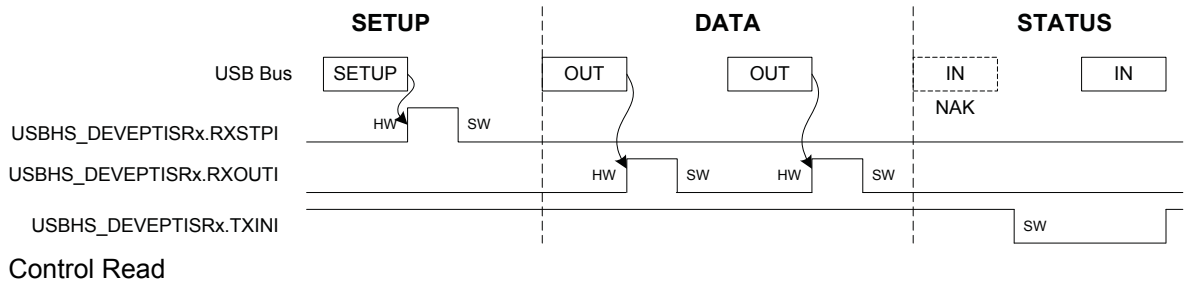 SETUP DATA STATUS
USB Bus SETUP OUT OUT IN IN
NAK
USBHS_DEVEPTISRx.RXSTPI HW SW
USBHS_DEVEPTISRx.RXOUTI HW SW HW SW
USBHS_DEVEPTISRx.TXINI SW
Control Read